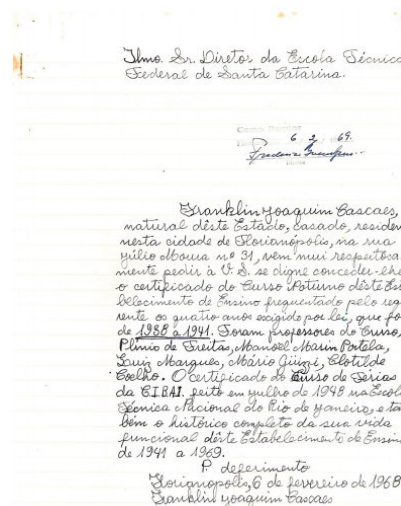 Ilmo. Sr. Diretor da Escola Técnica
Federal de Santa Catarina.
6 2 69.
Franklin Joaquim Cascaes,
natural dêste Estado, casado, residen
nesta cidade de Florianópolis, na rua
Júlio Moura nº 31, vem mui respeitosa
mente pedir à V. S. se digne conceder-lhe
o certificado do Curso Noturno dêste Est
belecimento de Ensino frequentado pelo req
rente os quatro anos exigido por lei, que fo
de 1938 a 1941. Foram professores do Curso,
Plínio de Freitas, Manoel Marin Portela,
Luiz Marques, Mário Clotilde
Coelho. O certificado do Curso de Férias
da CIBAI, feito em julho de 1948 na Escola
Técnica Nacional do Rio de Janeiro, e tam
bém o histórico completo da sua vida
funcional dêste Estabelecimento de Ensino
de 1941 a 1969.
P. deferimento
Florianópolis, 6 de fevereiro de 1968
Franklin Joaquim Cascaes